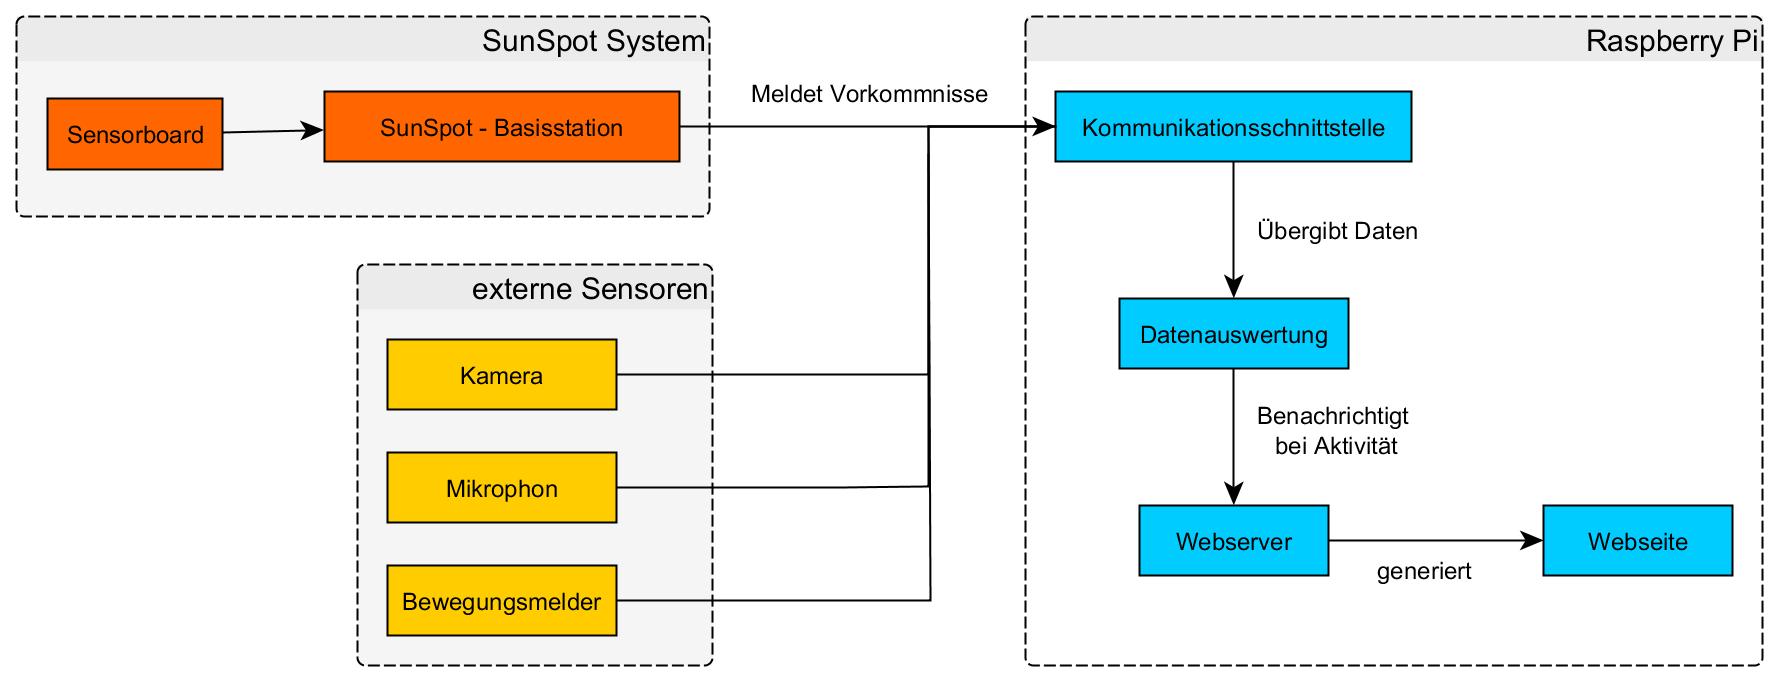 SunSpot System
Sensorboard
SunSpot - Basisstation
Meldet Vorkommnisse
externe Sensoren
Kamera
Mikrophon
Bewegungsmelder
Raspberry Pi
Kommunikationsschnittstelle
Übergibt Daten
Datenauswertung
Benachrichtigt
bei Aktivität
Webserver
generiert
Webseite